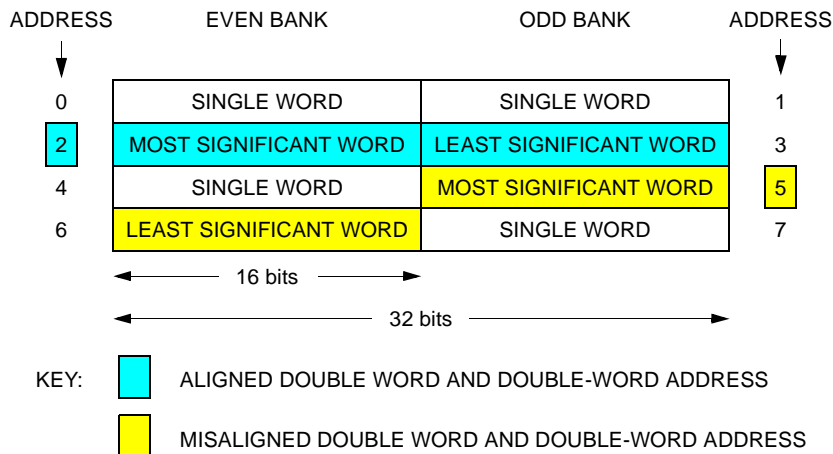 ADDRESS EVEN BANK ODD BANK ADDRESS
0 SINGLE WORD SINGLE WORD 1
2 MOST SIGNIFICANT WORD LEAST SIGNIFICANT WORD 3
4 SINGLE WORD MOST SIGNIFICANT WORD 5
6 LEAST SIGNIFICANT WORD SINGLE WORD 7
16 bits
32 bits
KEY: ALIGNED DOUBLE WORD AND DOUBLE-WORD ADDRESS
MISALIGNED DOUBLE WORD AND DOUBLE-WORD ADDRESS